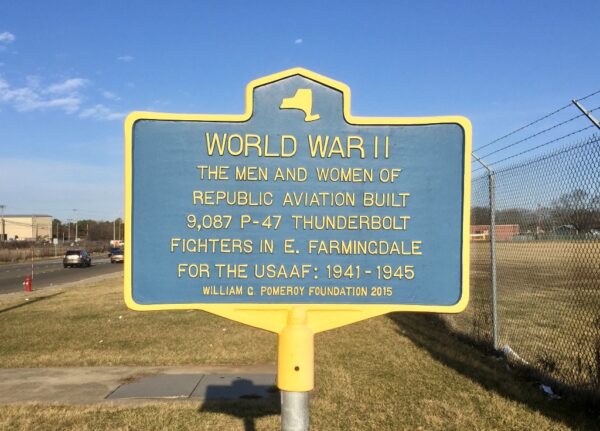 WORLD WAR II
THE MEN AND WOMEN OF
REPUBLIC AVIATION BUILT
9,087 P-47 THUNDERBOLT
FIGHTERS IN E. FARMINGDALE
FOR THE USAAF: 1941-1945
WILLIAM G. POMEROY FOUNDATION 2015